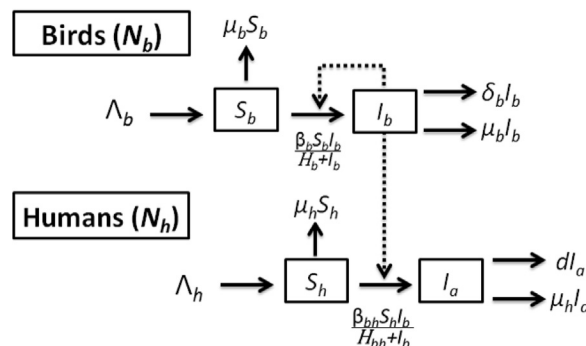 Birds (N_b)
μ_bS_b
Λ_b
S_b
I_b
δ_bI_b
μ_bI_b
β_bS_bI_b
H_b+I_b
Humans (N_h)
μ_hS_h
Λ_h
S_h
I_a
dI_a
μ_hI_a
β_bhS_hI_b
H_bh+I_b